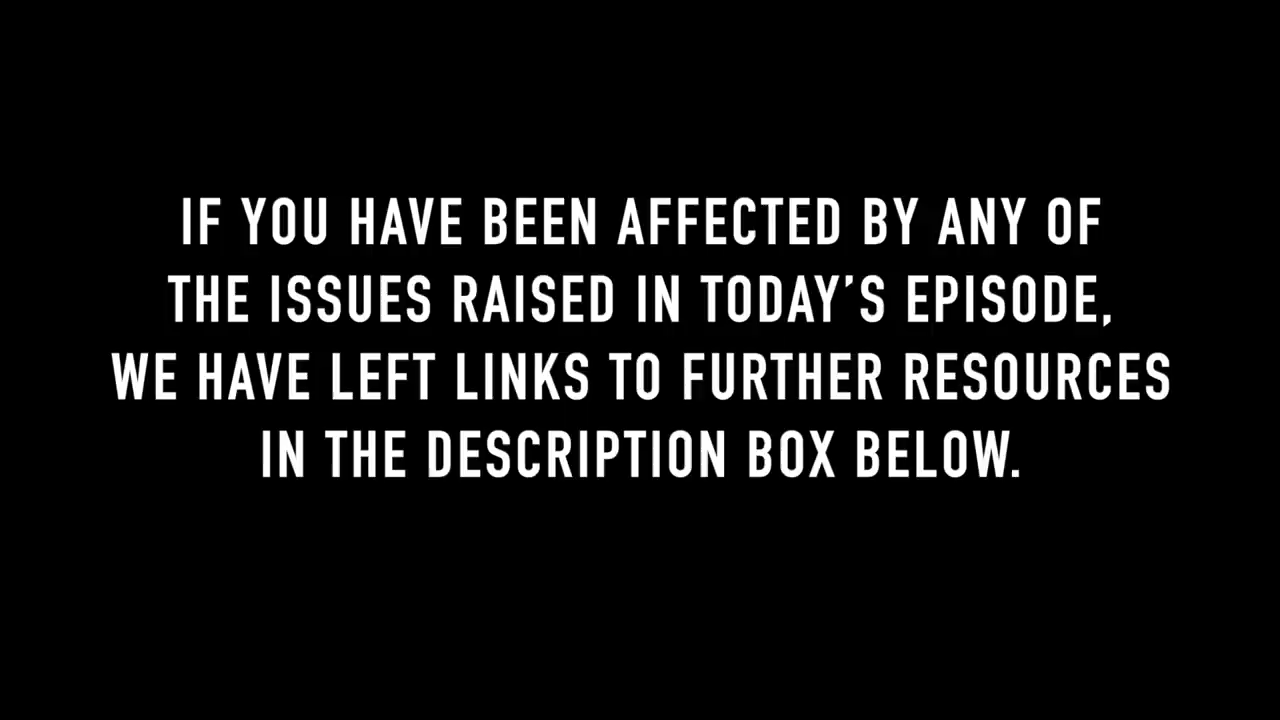 IF YOU HAVE BEEN AFFECTED BY ANY OF
THE ISSUES RAISED IN TODAY’S EPISODE,
WE HAVE LEFT LINKS TO FURTHER RESOURCES
IN THE DESCRIPTION BOX BELOW.